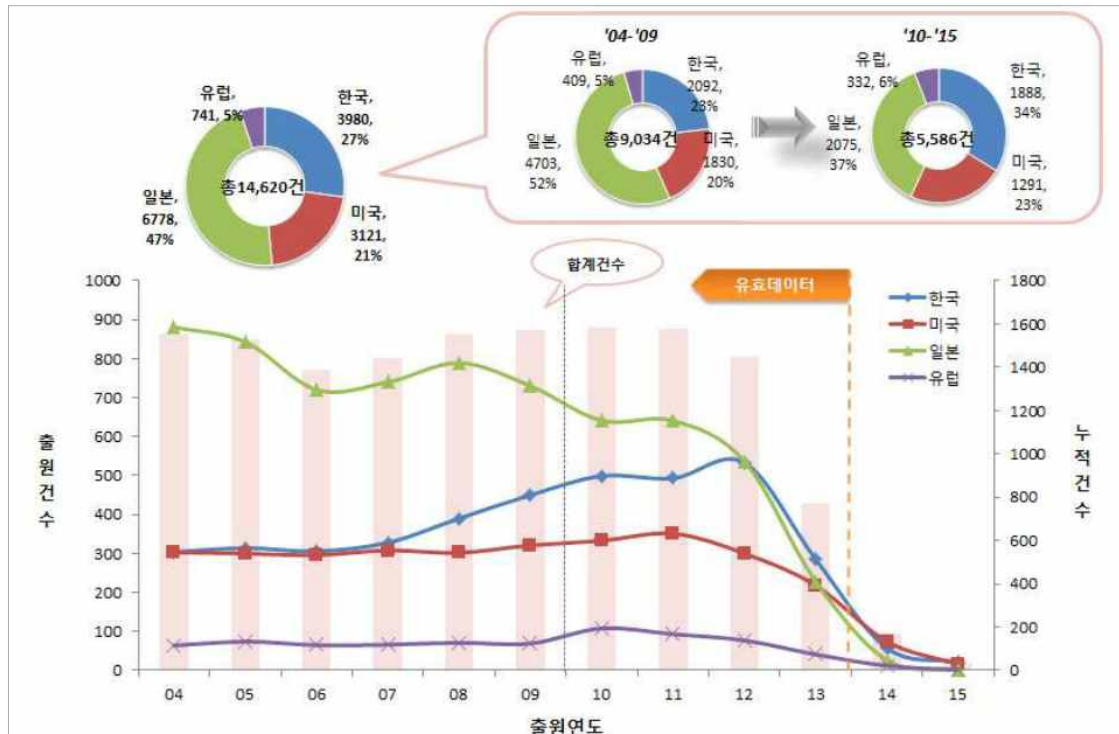 '04-'09
'10-'15
유럽,
741, 5%
한국,
3980,
27%
총14,620건
일본,
6778,
47%
미국,
3121,
21%
유럽,
409, 5%
한국,
2092,
23%
총9,034건
일본
4703,
52%
미국,
1830,
20%
유럽,
332, 6%
한국,
1888,
34%
총5,586건
일본,
2075,
37%
미국,
1291,
23%
합계건수
유효데이터
한국
미국
일본
유럽
1000
900
800
700
600
500
400
300
200
100
0
출원건수
1800
1600
1400
1200
1000
800
600
400
200
0
누적건수
04 05 06 07 08 09 10 11 12 13 14 15
출원연도